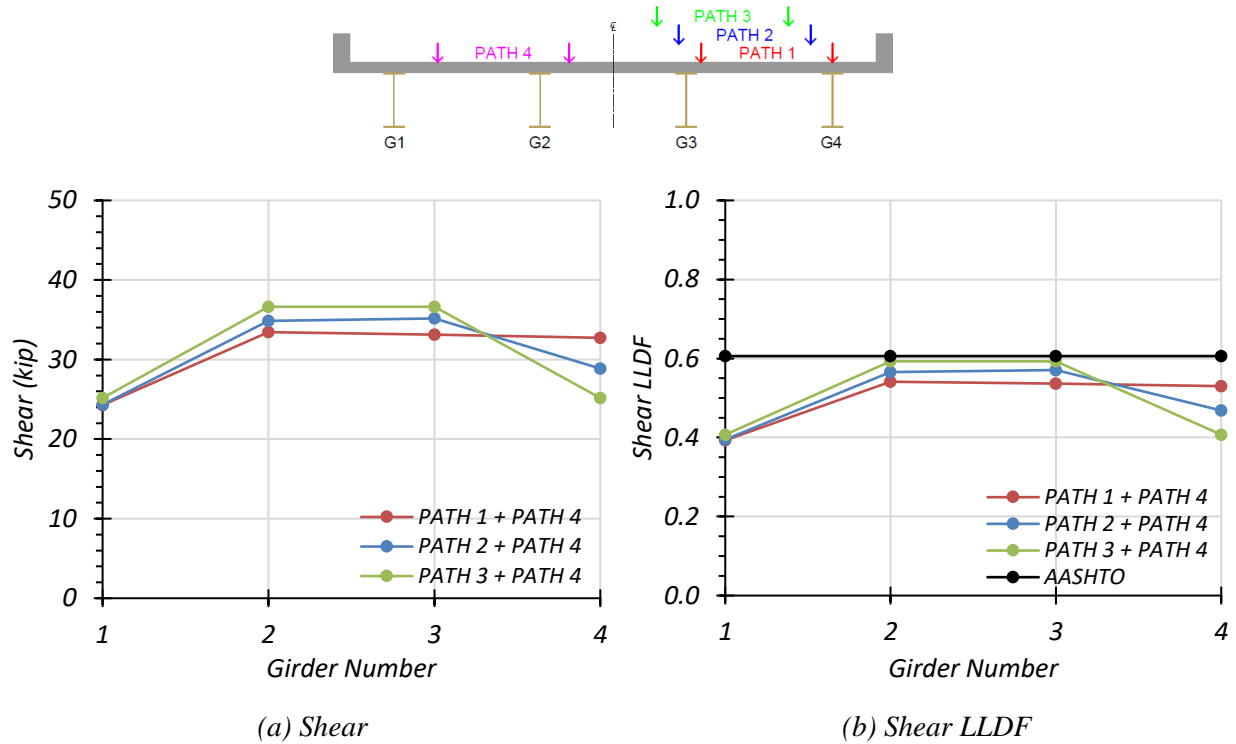 PATH 3
℄
PATH 2
PATH 4
PATH 1
G1
G2
G3
G4
50
40
30
20
10
0
Shear (kip)
1
2
3
4
Girder Number
PATH 1 + PATH 4
PATH 2 + PATH 4
PATH 3 + PATH 4
(a) Shear
1.0
0.8
0.6
0.4
0.2
0.0
Shear LLDF
1
2
3
4
Girder Number
PATH 1 + PATH 4
PATH 2 + PATH 4
PATH 3 + PATH 4
AASHTO
(b) Shear LLDF